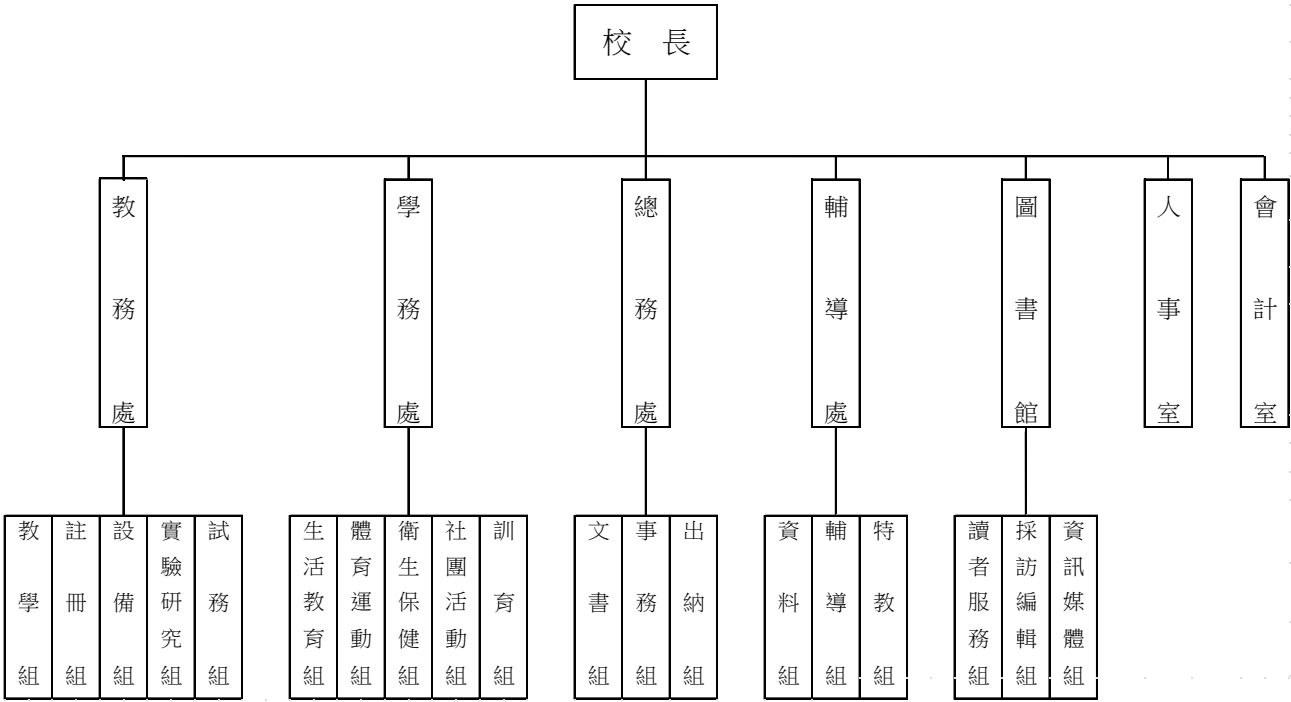 校長
教務處
學務處
總務處
輔導處
圖書館
人事室
會計室
教學組
註冊組
設備組
實驗研究組
試務組
生活教育組
體育運動組
衛生保健組
社團活動組
訓育組
文書組
事務組
出納組
資料組
輔導組
特教組
讀者服務組
採訪編輯組
資訊媒體組